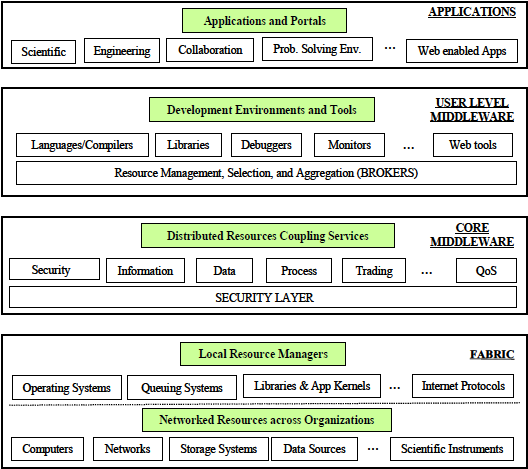 Applications and Portals
APPLICATIONS
Scientific
Engineering
Collaboration
Prob. Solving Env.
...
Web enabled Apps
Development Environments and Tools
USER LEVEL
MIDDLEWARE
Languages/Compilers
Libraries
Debuggers
Monitors
...
Web tools
Resource Management, Selection, and Aggregation (BROKERS)
Distributed Resources Coupling Services
CORE
MIDDLEWARE
Security
Information
Data
Process
Trading
...
QoS
SECURITY LAYER
Local Resource Managers
FABRIC
Operating Systems
Queuing Systems
Libraries & App Kernels
...
Internet Protocols
Networked Resources across Organizations
Computers
Networks
Storage Systems
Data Sources
...
Scientific Instruments